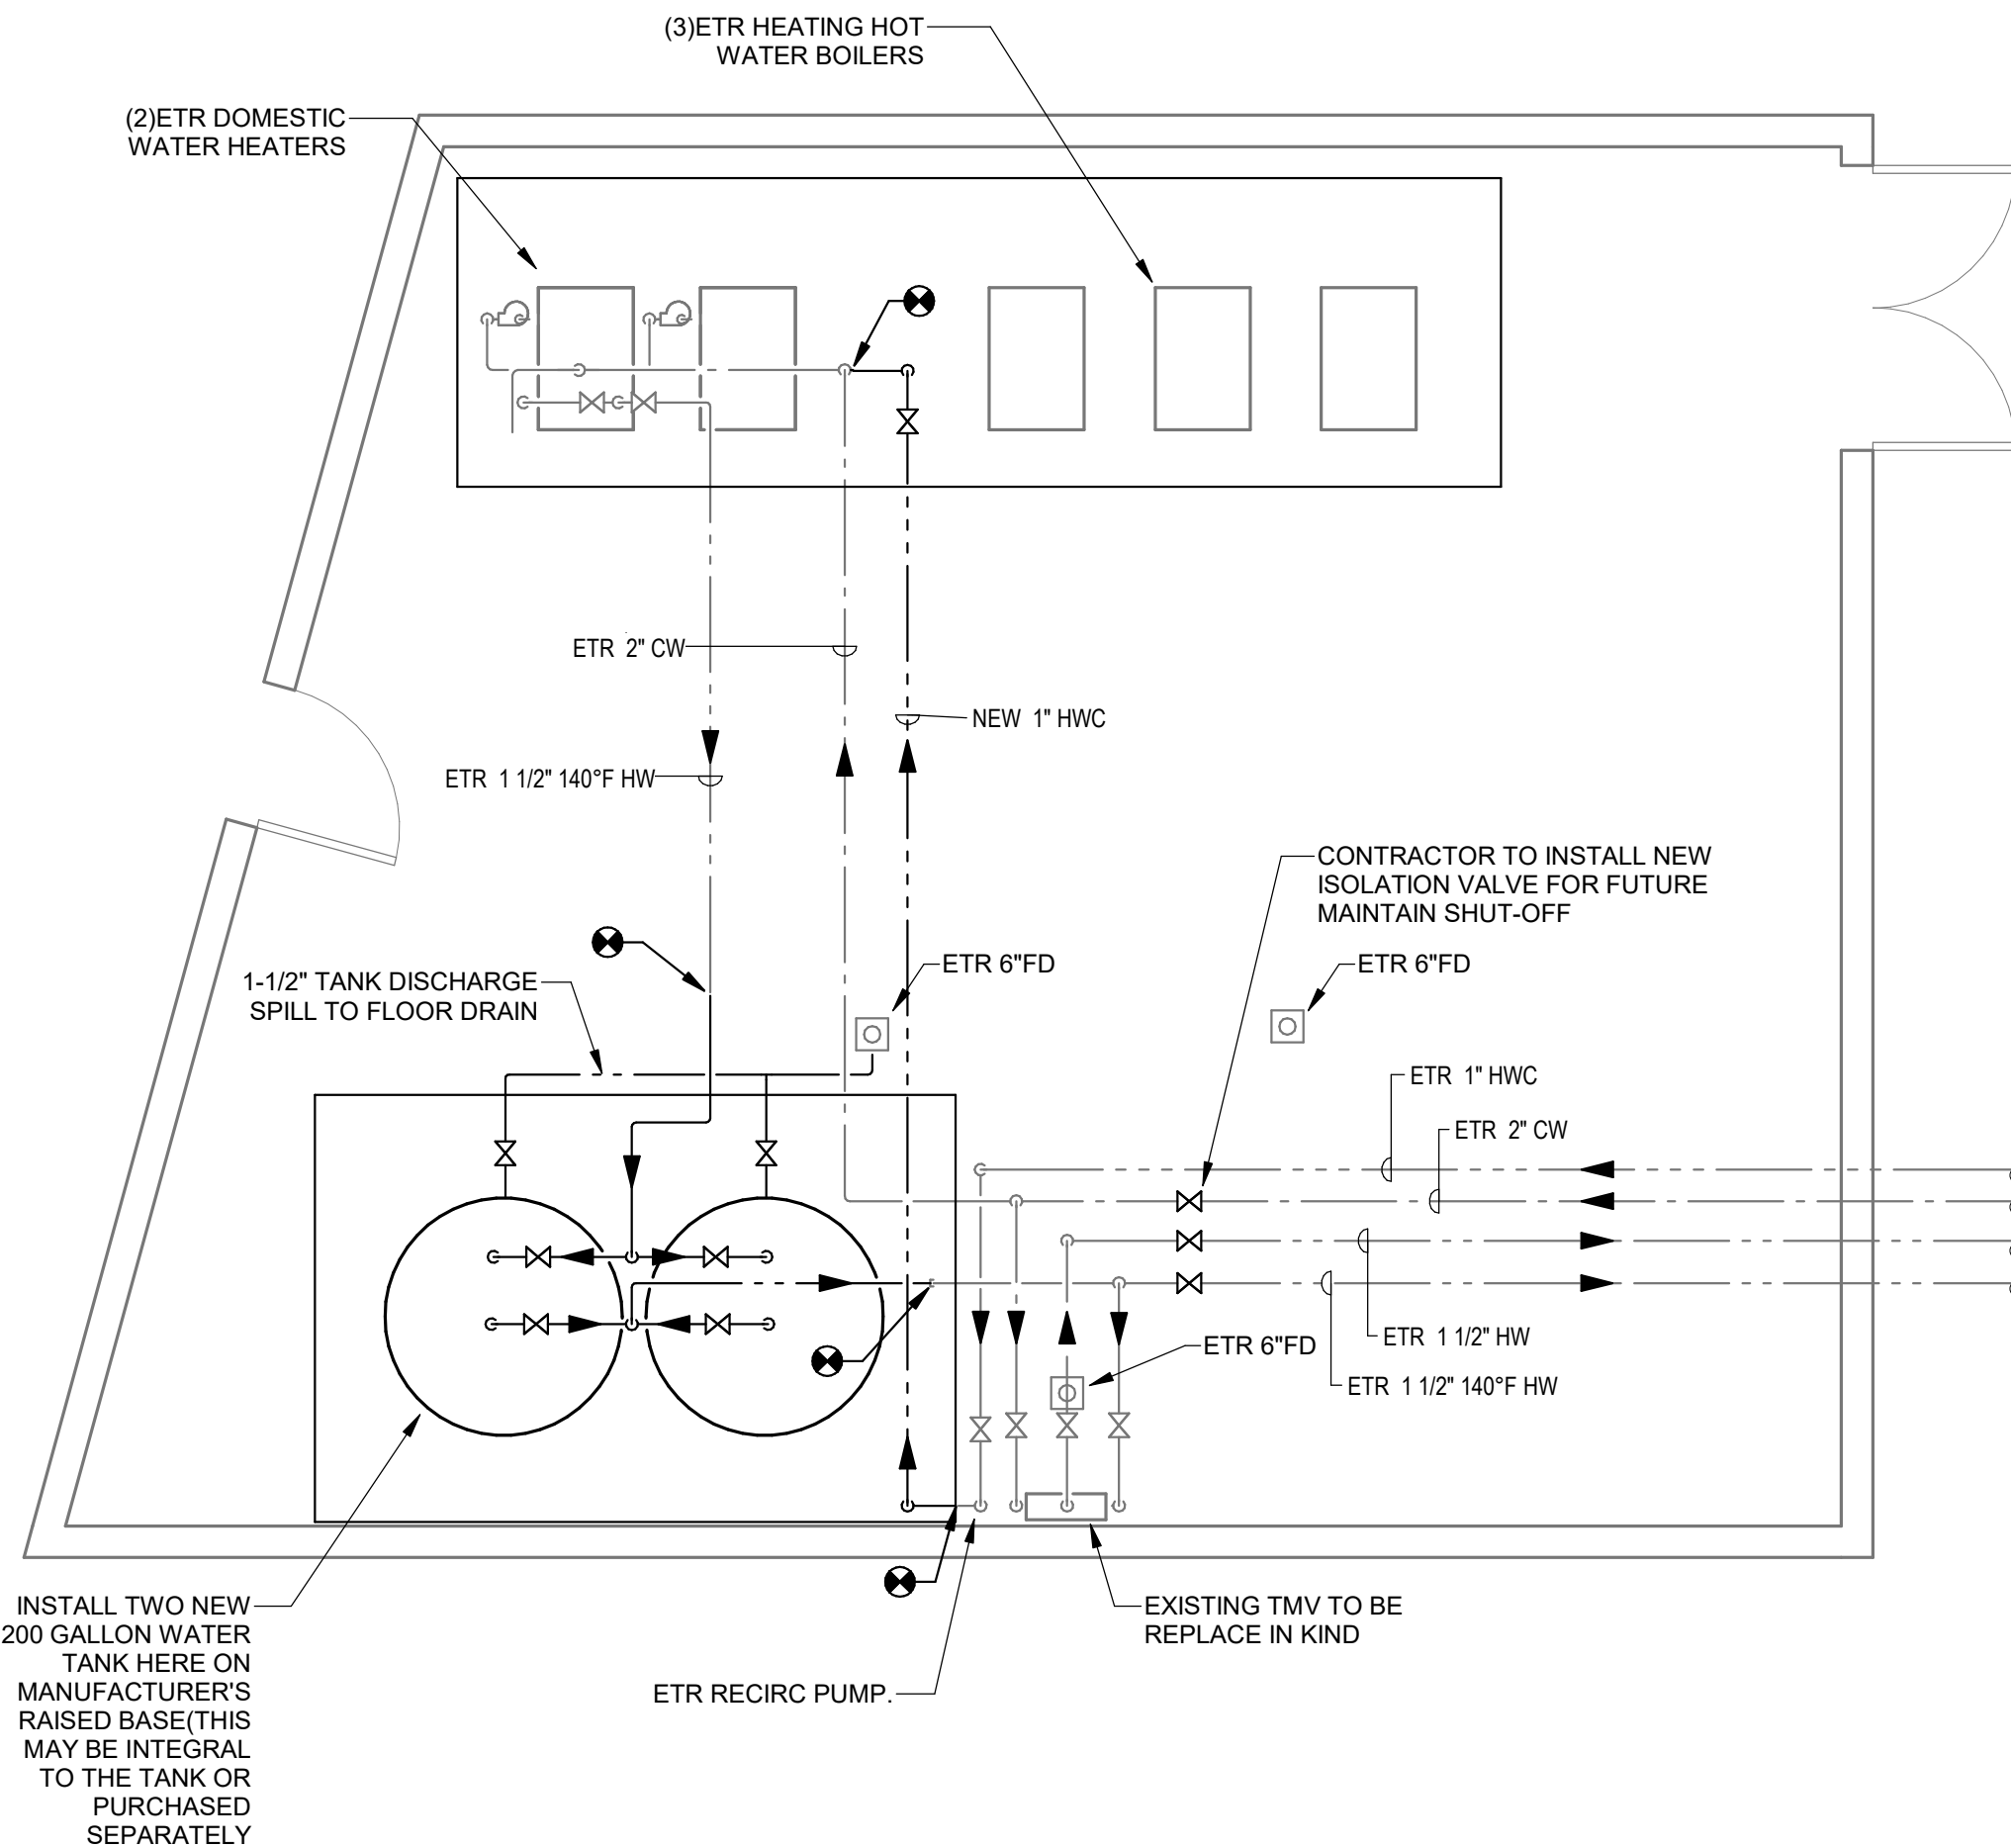 (3)ETR HEATING HOT
WATER BOILERS
(2)ETR DOMESTIC
WATER HEATERS
ETR 2" CW
NEW 1" HWC
ETR 1 1/2" 140°F HW
CONTRACTOR TO INSTALL NEW
ISOLATION VALVE FOR FUTURE
MAINTAIN SHUT-OFF
ETR 6"FD
ETR 6"FD
1-1/2" TANK DISCHARGE
SPILL TO FLOOR DRAIN
ETR 1" HWC
ETR 2" CW
ETR 1 1/2" HW
ETR 6"FD
ETR 1 1/2" 140°F HW
INSTALL TWO NEW
200 GALLON WATER
TANK HERE ON
MANUFACTURER'S
RAISED BASE(THIS
MAY BE INTEGRAL
TO THE TANK OR
PURCHASED
SEPARATELY
EXISTING TMV TO BE
REPLACE IN KIND
ETR RECIRC PUMP.